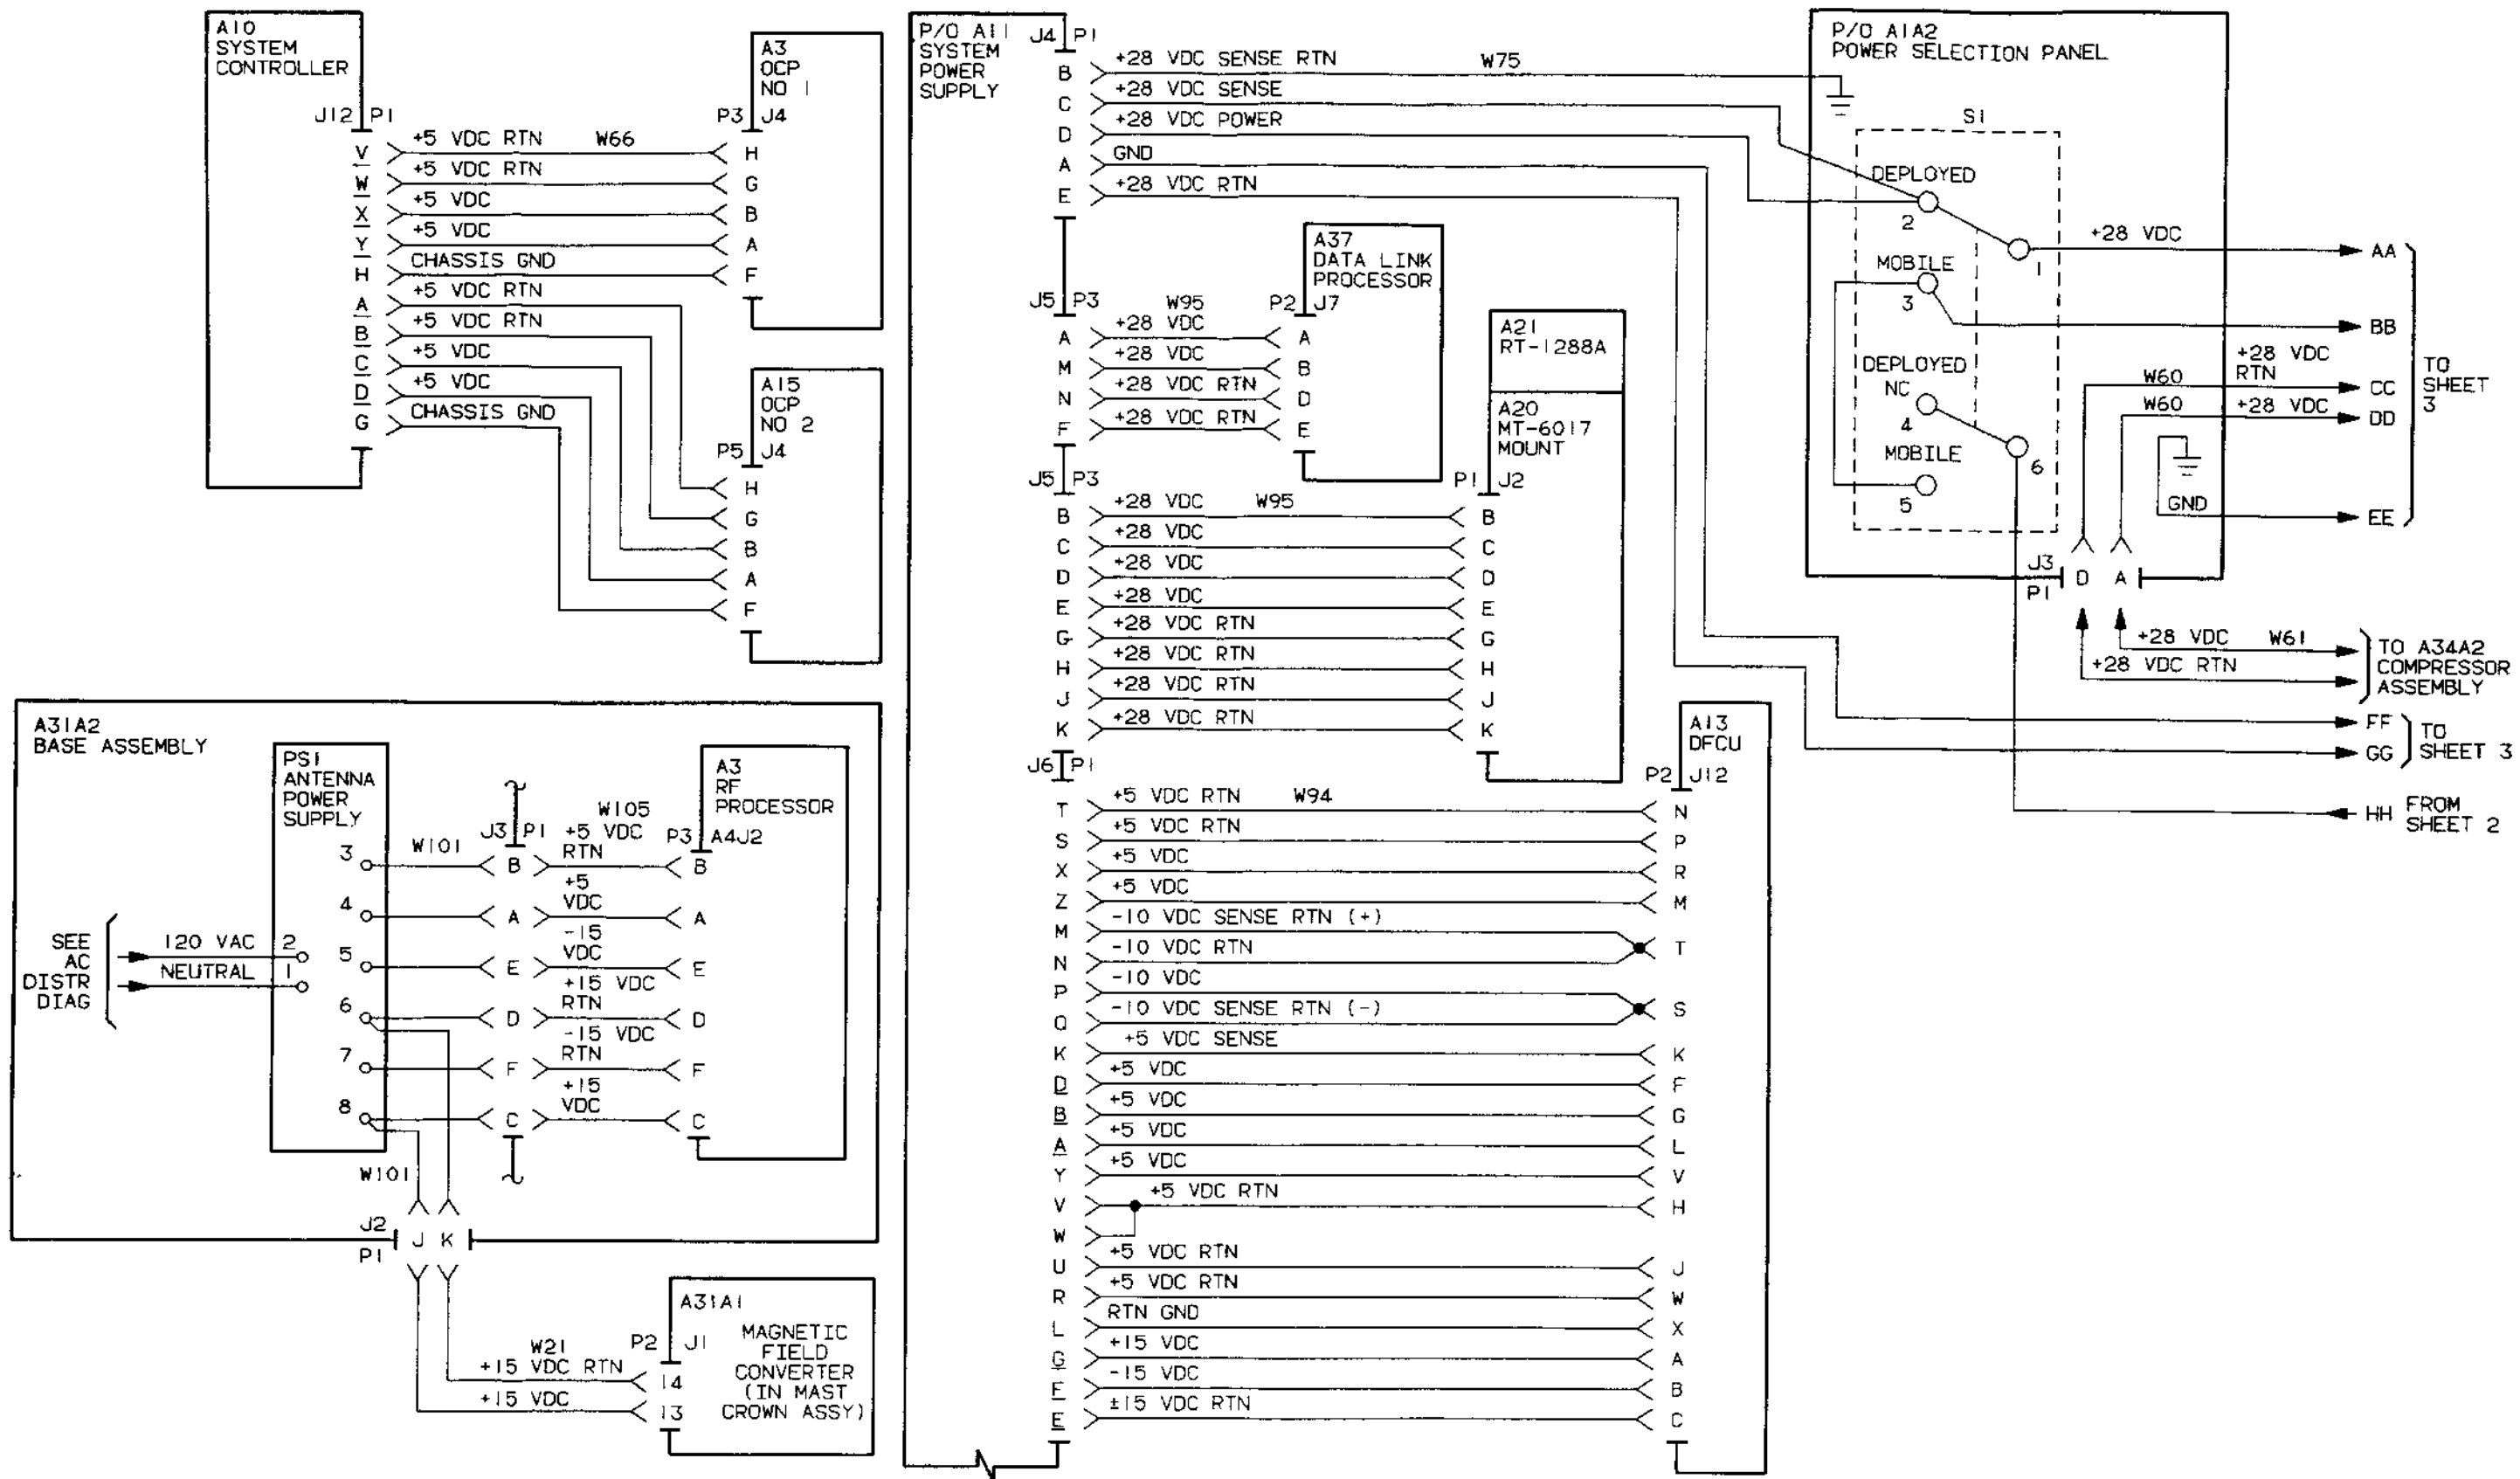 A10
SYSTEM
CONTROLLER
J12 P1
V
W
X
Y
H
A
B
C
D
G
+5 VDC RTN W66
+5 VDC RTN
+5 VDC
+5 VDC
CHASSIS GND
+5 VDC RTN
+5 VDC RTN
+5 VDC
+5 VDC
CHASSIS GND
A3
OCP
NO 1
P3 J4
H
G
B
A
F
A15
OCP
NO 2
P5 J4
H
G
B
A
F
A31A2
BASE ASSEMBLY
PS1
ANTENNA
POWER
SUPPLY
SEE
AC
DISTR
DIAG
120 VAC 2
NEUTRAL 1
3
4
5
6
7
8
W101
J3 P1
B
A
E
D
F
C
W105
+5 VDC
RTN
+5
VDC
-15
VDC
+15 VDC
RTN
-15 VDC
RTN
+15
VDC
A3
RF
PROCESSOR
P3 A4J2
B
A
E
D
F
C
W101
J2
P1
J K
W21
+15 VDC RTN
+15 VDC
A31A1
P2 J1
14
13
MAGNETIC
FIELD
CONVERTER
(IN MAST
CROWN ASSY)
P/O A11
SYSTEM
POWER
SUPPLY
J4 P1
B +28 VDC SENSE RTN W75
C +28 VDC SENSE
D +28 VDC POWER
A GND
E +28 VDC RTN
J5 P3
W95
A +28 VDC A
M +28 VDC B
N +28 VDC RTN D
F +28 VDC RTN E
A37
DATA LINK
PROCESSOR
P2 J7
A21
RT-1288A
A20
MT-6017
MOUNT
P1 J2
J5 P3
B +28 VDC W95 B
C +28 VDC C
D +28 VDC D
E +28 VDC E
G +28 VDC RTN G
H +28 VDC RTN H
J +28 VDC RTN J
K +28 VDC RTN K
J6 P1
A13
DFCU
P2 J12
T +5 VDC RTN W94 N
S +5 VDC RTN P
X +5 VDC R
Z +5 VDC M
M -10 VDC SENSE RTN (+)
T
N -10 VDC RTN
P -10 VDC
S
Q -10 VDC SENSE RTN (-)
K +5 VDC SENSE K
D +5 VDC F
B +5 VDC G
A +5 VDC L
Y +5 VDC V
V +5 VDC RTN H
W
U +5 VDC RTN J
R +5 VDC RTN W
L RTN GND X
G +15 VDC A
F -15 VDC B
E ±15 VDC RTN C
P/O A1A2
POWER SELECTION PANEL
S1
DEPLOYED
2
1
MOBILE
3
DEPLOYED
NC
4
MOBILE
5
6
+28 VDC AA
BB
+28 VDC
RTN
W60 CC
W60 +28 VDC DD
GND EE
TO
SHEET
3
J3
P1
D A
+28 VDC W61
+28 VDC RTN
TO A34A2
COMPRESSOR
ASSEMBLY
FF
GG
TO
SHEET 3
HH FROM
SHEET 2